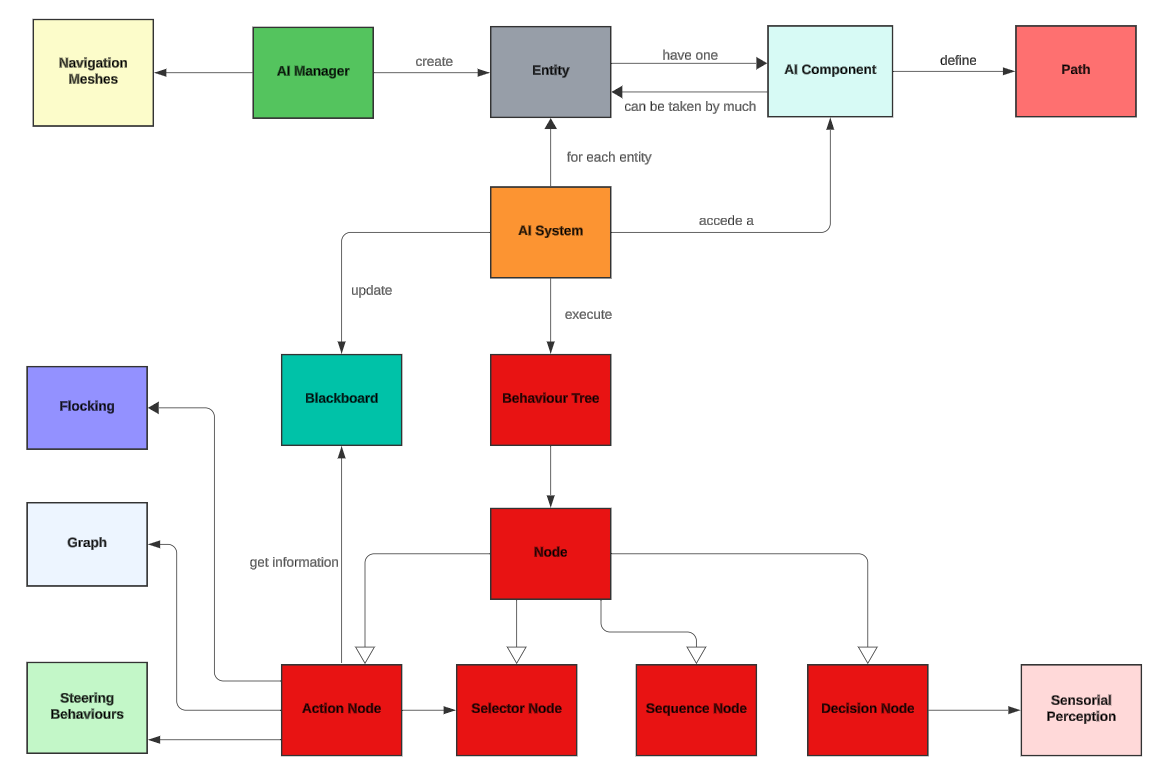 Navigation
Meshes
AI Manager
create
Entity
have one
can be taken by much
AI Component
define
Path
for each entity
AI System
accede a
update
execute
Flocking
Blackboard
Behaviour Tree
Graph
get information
Node
Steering
Behaviours
Action Node
Selector Node
Sequence Node
Decision Node
Sensorial
Perception